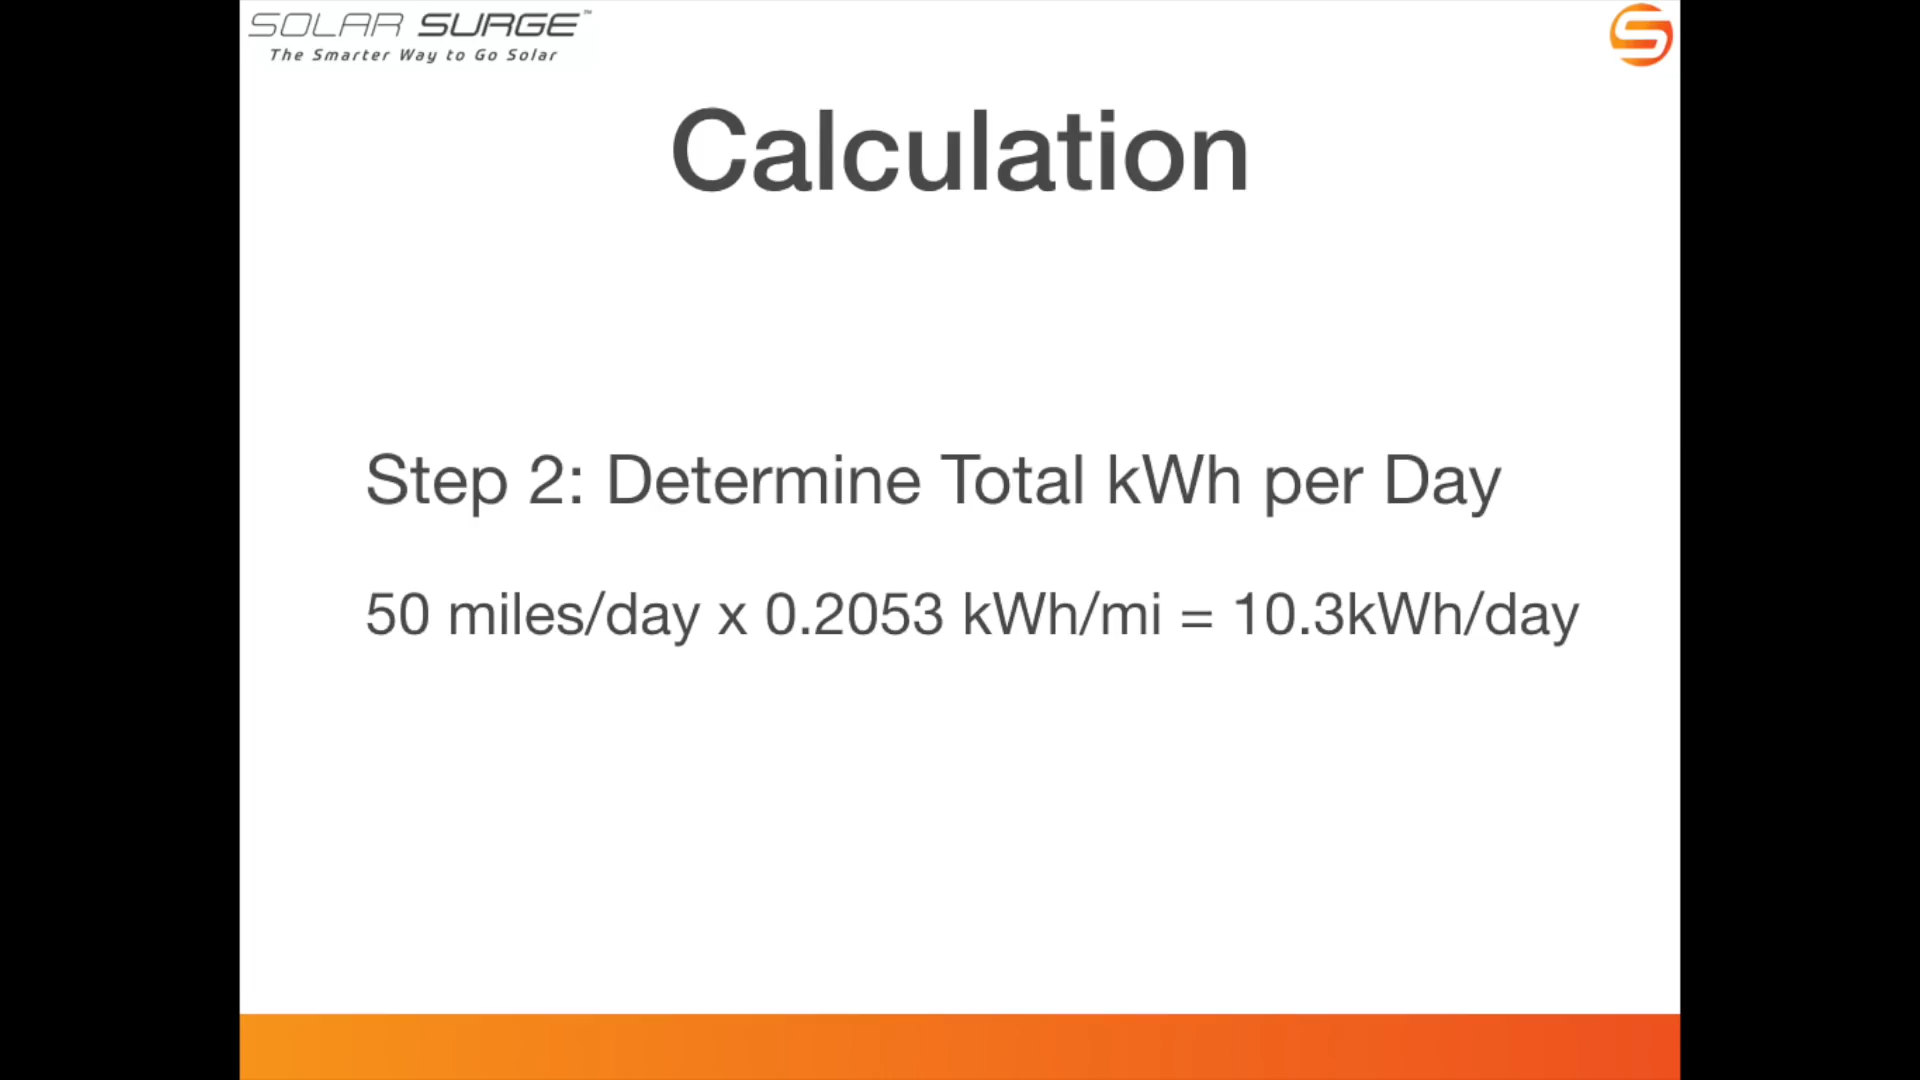 SOLAR SURGE™
The Smarter Way to Go Solar
Calculation
Step 2: Determine Total kWh per Day
50 miles/day x 0.2053 kWh/mi = 10.3kWh/day